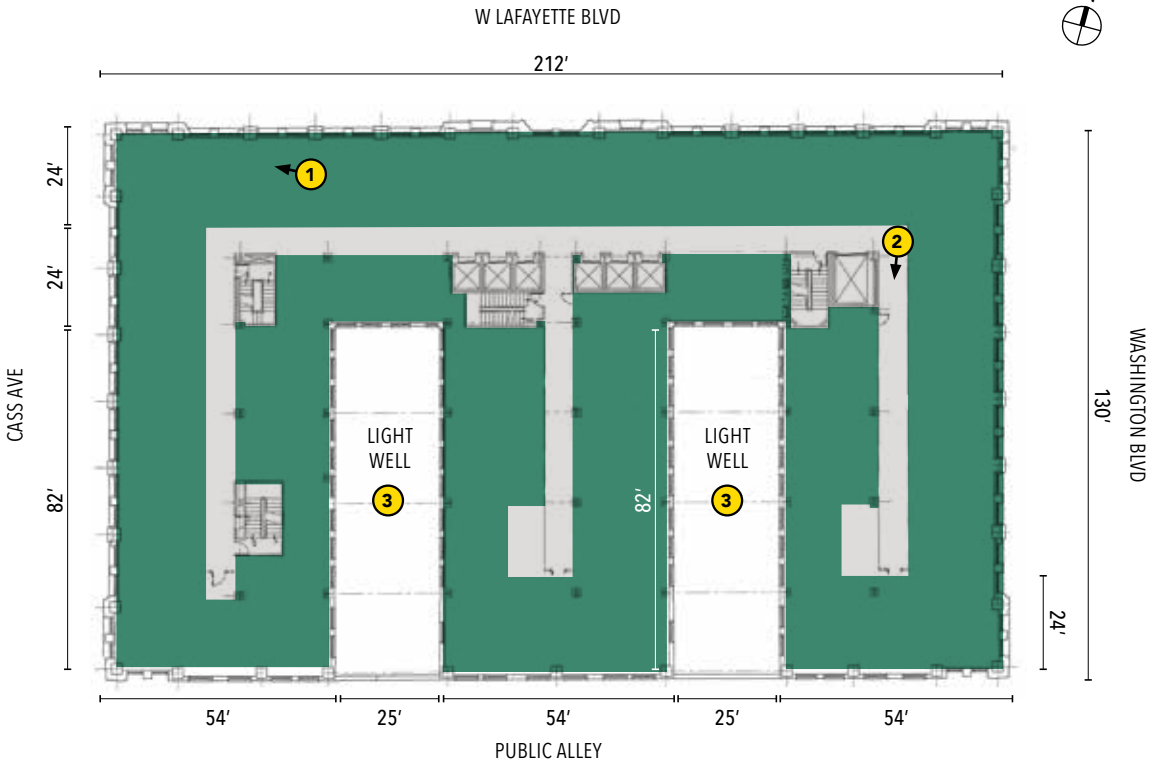 W LAFAYETTE BLVD
212'
24'
1
24'
2
CASS AVE
WASHINGTON BLVD
130'
LIGHT
WELL
3
LIGHT
WELL
3
82'
82'
24'
54'
25'
54'
25'
54'
PUBLIC ALLEY